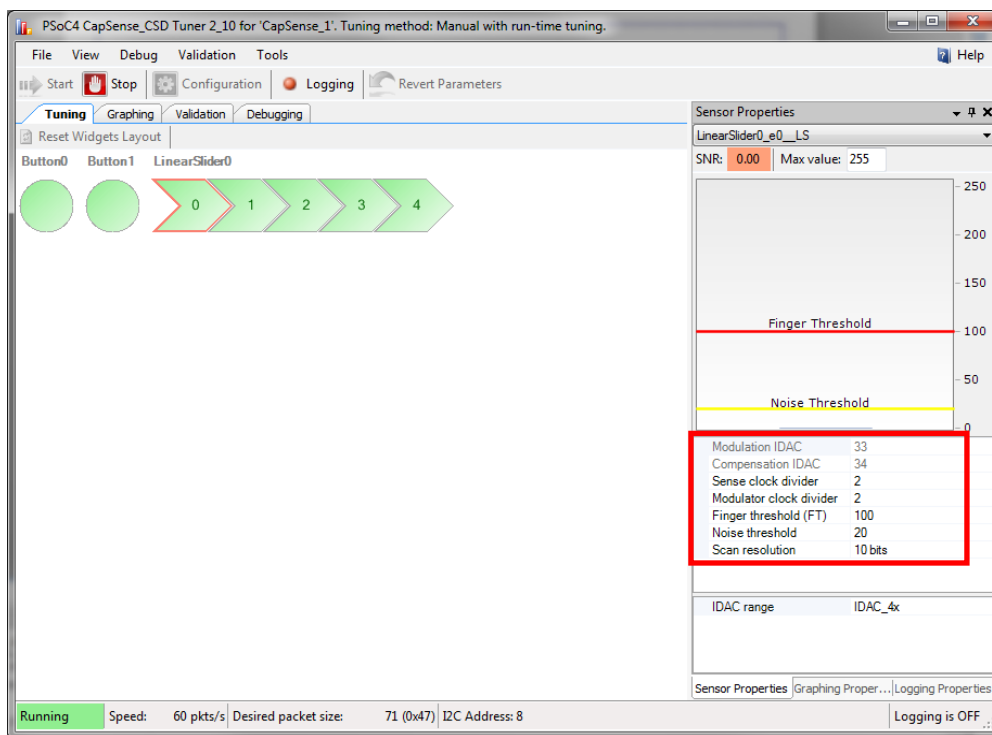 PSoC4 CapSense_CSD Tuner 2_10 for 'CapSense_1'. Tuning method: Manual with run-time tuning.
File View Debug Validation Tools Help
Start Stop Configuration Logging Revert Parameters
Tuning Graphing Validation Debugging
Reset Widgets Layout
Button0 Button1 LinearSlider0
0 1 2 3 4
Sensor Properties
LinearSlider0_e0__LS
SNR: 0.00 Max value: 255
250
200
150
Finger Threshold
100
50
Noise Threshold
0
Modulation IDAC 33
Compensation IDAC 34
Sense clock divider 2
Modulator clock divider 2
Finger threshold (FT) 100
Noise threshold 20
Scan resolution 10 bits
IDAC range IDAC_4x
Sensor Properties Graphing Proper... Logging Properties
Running Speed: 60 pkts/s Desired packet size: 71 (0x47) I2C Address: 8 Logging is OFF